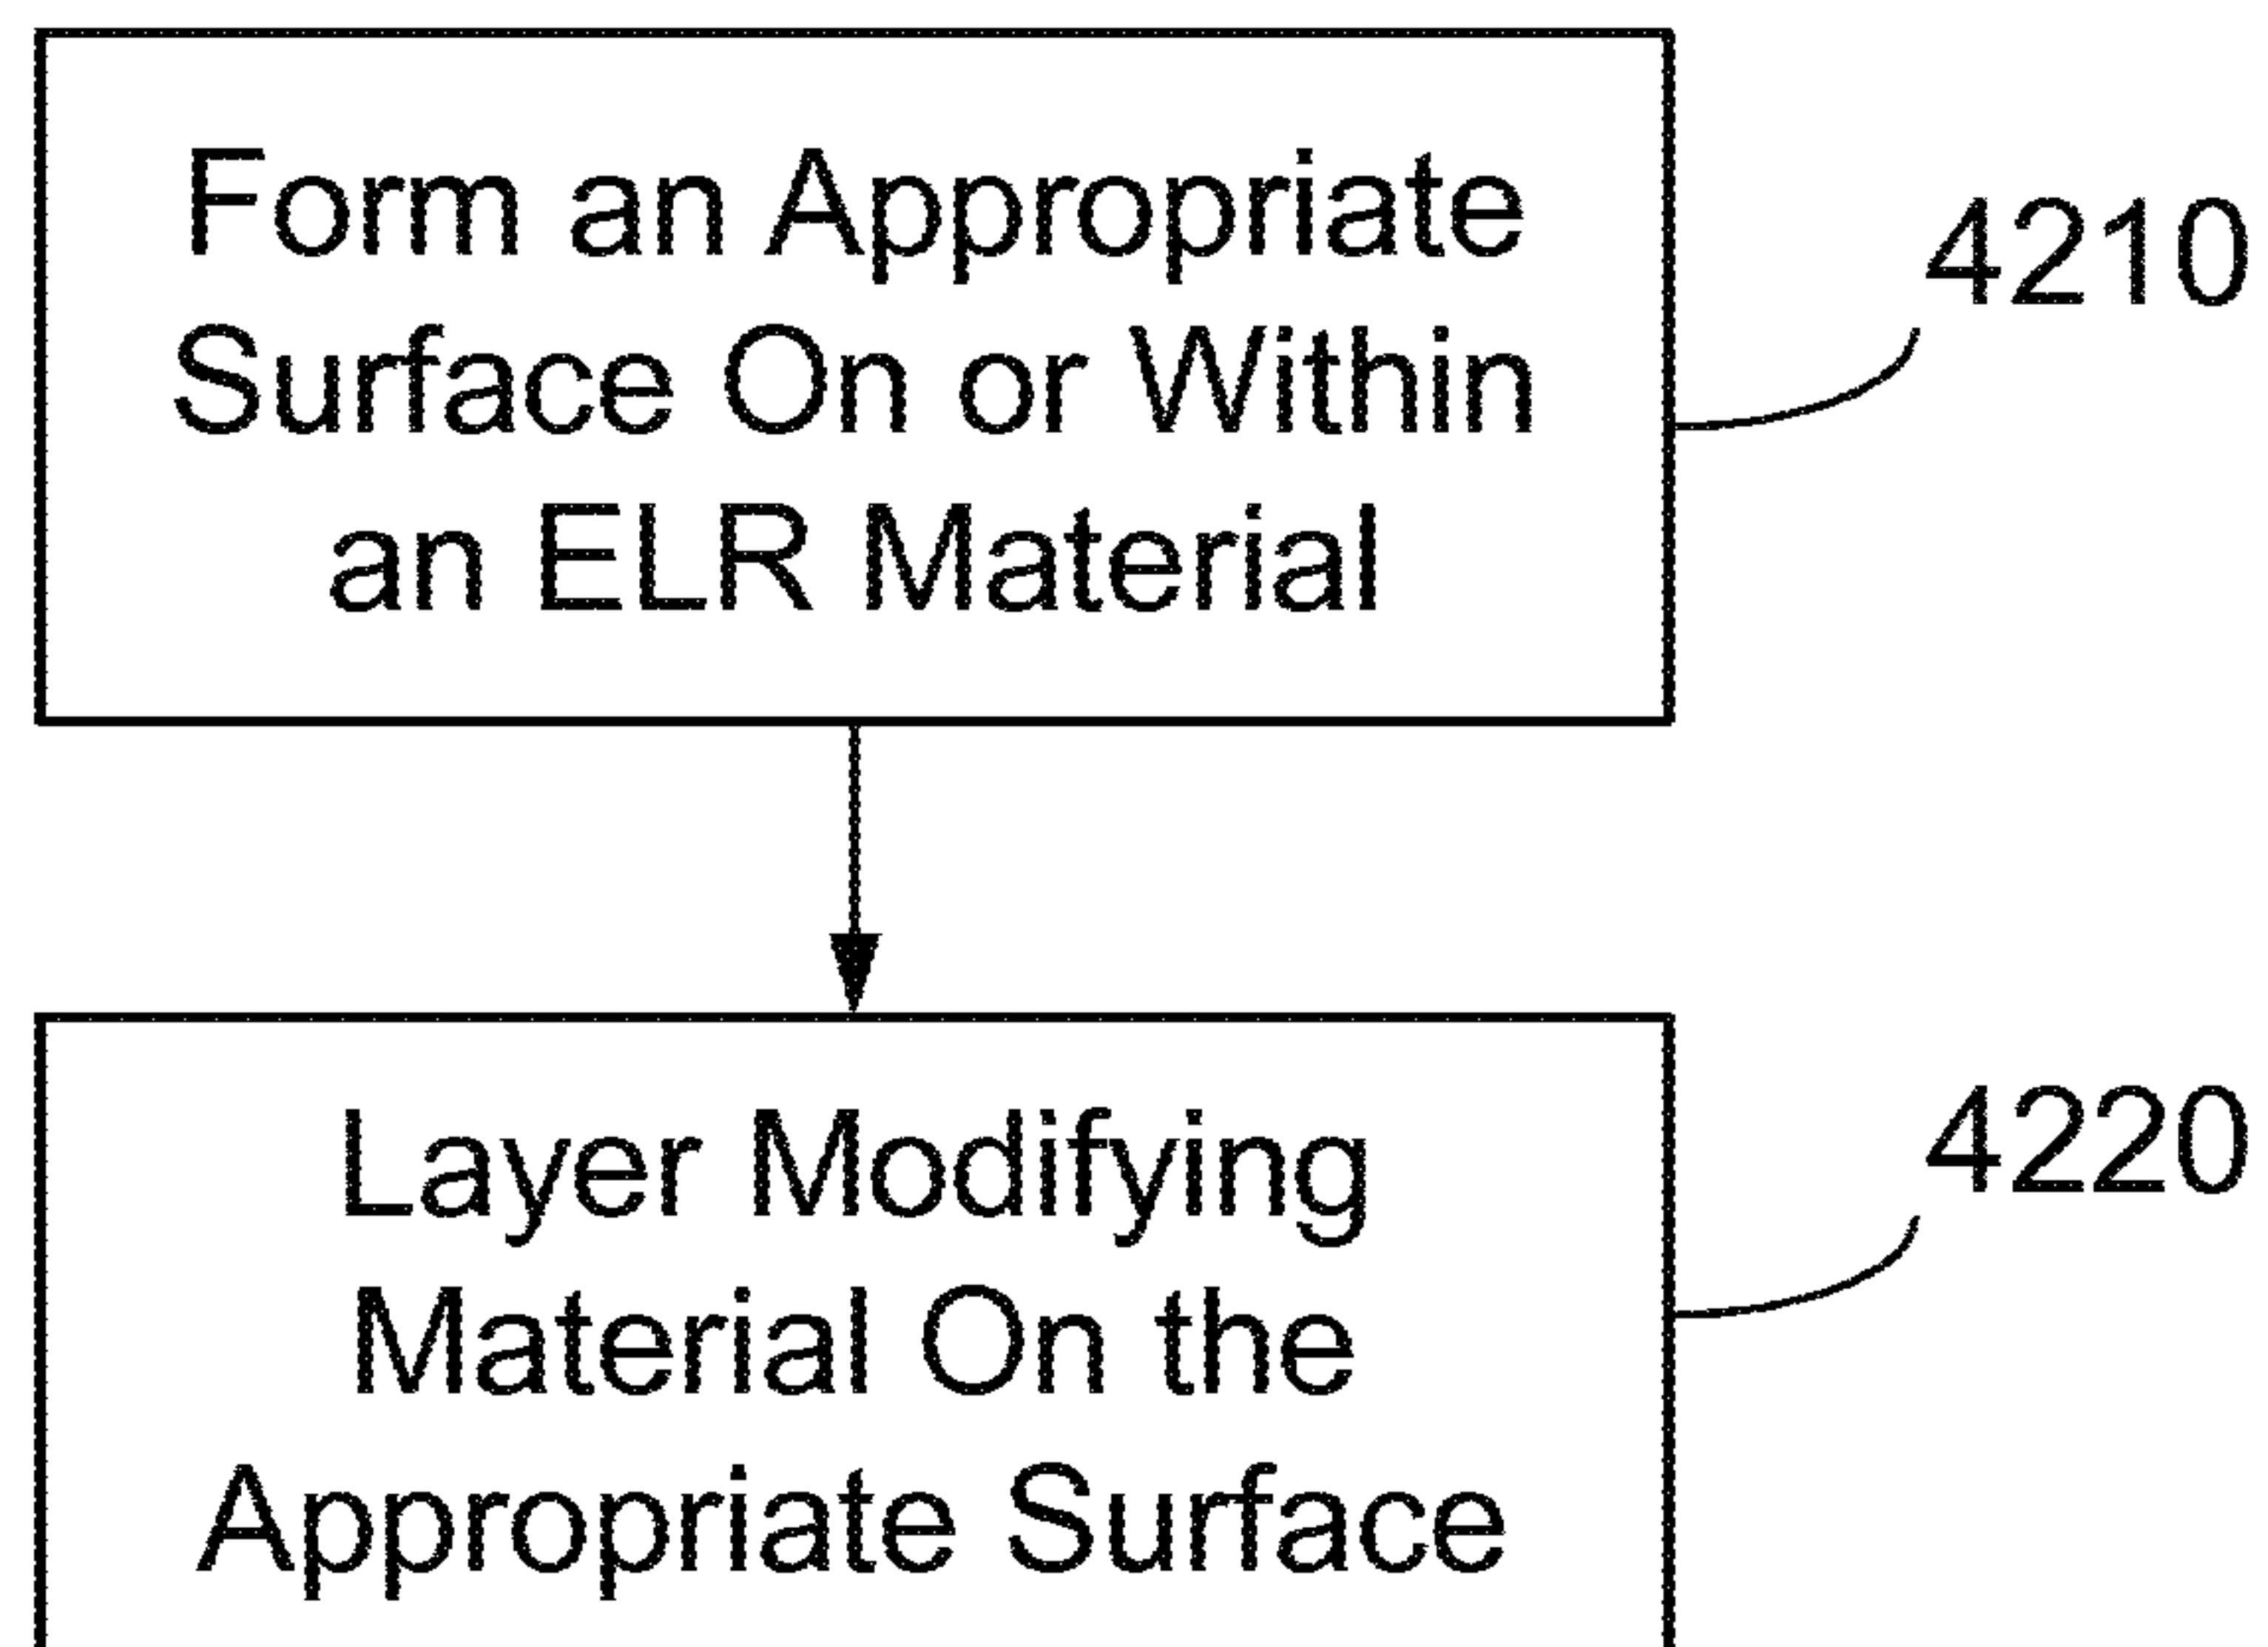 Form an Appropriate
4210
Surface On or Within
an ELR Material
Layer Modifying
4220
Material On the
Appropriate Surface